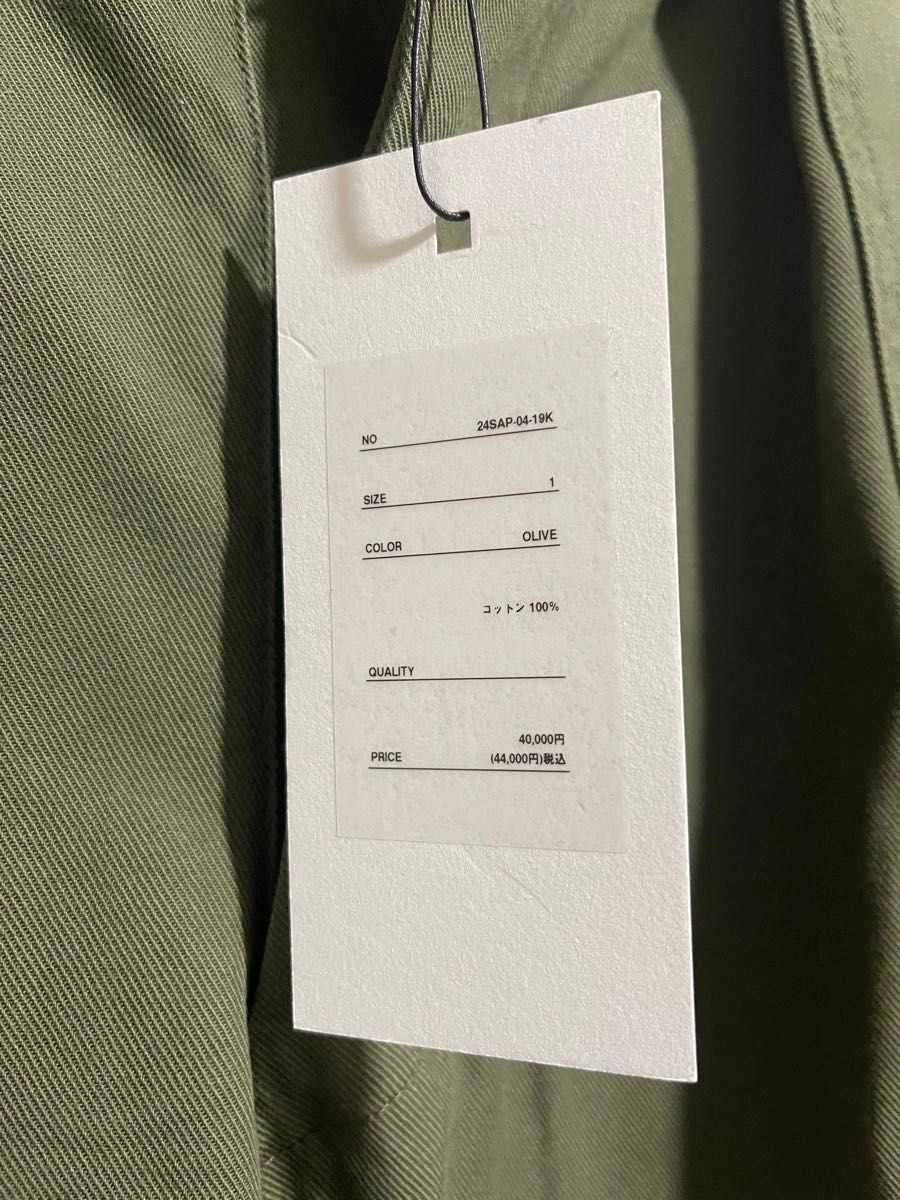 NO 24SAP-04-19K
SIZE 1
COLOR OLIVE
コットン 100%
QUALITY
40,000円
PRICE (44,000円)税込